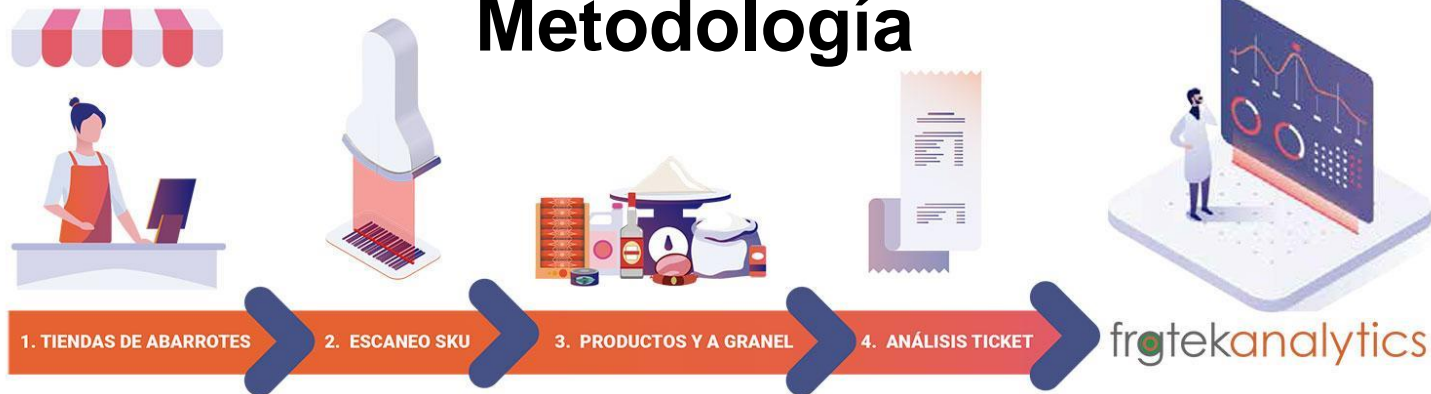 Metodología
1. TIENDAS DE ABARROTES
2. ESCANEO SKU
3. PRODUCTOS Y A GRANEL
4. ANÁLISIS TICKET
frgtekanalytics